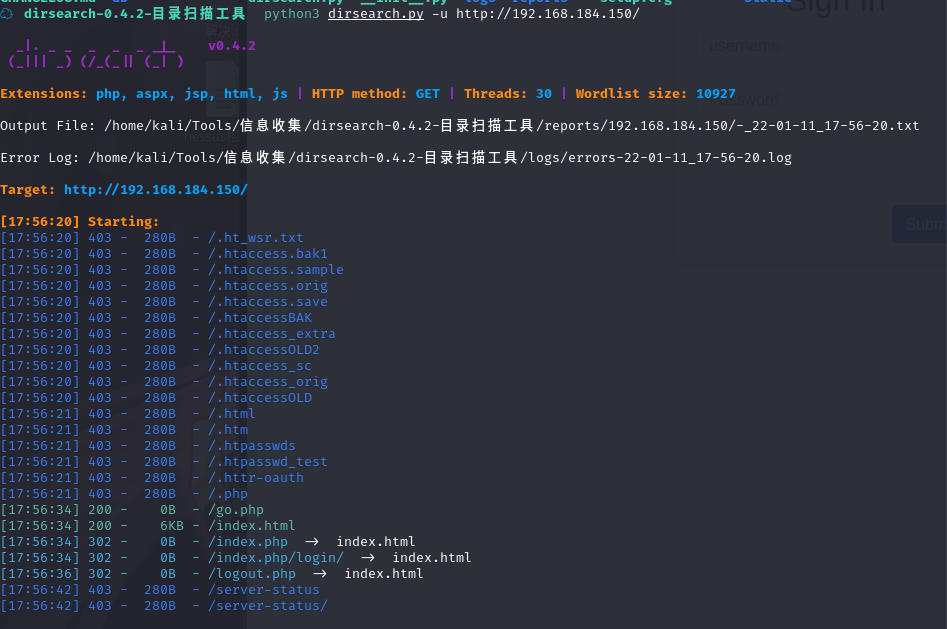 dirsearch-0.4.2-目录扫描工具 python3 dirsearch.py -u http://192.168.184.150/
Sign In
username
Password
Subm
v0.4.2
Extensions: php, aspx, jsp, html, js | HTTP method: GET | Threads: 30 | Wordlist size: 10927
Output File: /home/kali/Tools/信息收集/dirsearch-0.4.2-目录扫描工具/reports/192.168.184.150/-_22-01-11_17-56-20.txt
Error Log: /home/kali/Tools/信息收集/dirsearch-0.4.2-目录扫描工具/logs/errors-22-01-11_17-56-20.log
Target: http://192.168.184.150/
[17:56:20] Starting:
[17:56:20] 403 - 280B - /.ht_wsr.txt
[17:56:20] 403 - 280B - /.htaccess.bak1
[17:56:20] 403 - 280B - /.htaccess.sample
[17:56:20] 403 - 280B - /.htaccess.orig
[17:56:20] 403 - 280B - /.htaccess.save
[17:56:20] 403 - 280B - /.htaccessBAK
[17:56:20] 403 - 280B - /.htaccess_extra
[17:56:20] 403 - 280B - /.htaccessOLD2
[17:56:20] 403 - 280B - /.htaccess_sc
[17:56:20] 403 - 280B - /.htaccess_orig
[17:56:20] 403 - 280B - /.htaccessOLD
[17:56:21] 403 - 280B - /.html
[17:56:21] 403 - 280B - /.htm
[17:56:21] 403 - 280B - /.htpasswds
[17:56:21] 403 - 280B - /.htpasswd_test
[17:56:21] 403 - 280B - /.httr-oauth
[17:56:21] 403 - 280B - /.php
[17:56:34] 200 - 0B - /go.php
[17:56:34] 200 - 6KB - /index.html
[17:56:34] 302 - 0B - /index.php -> index.html
[17:56:34] 302 - 0B - /index.php/login/ -> index.html
[17:56:36] 302 - 0B - /logout.php -> index.html
[17:56:42] 403 - 280B - /server-status
[17:56:42] 403 - 280B - /server-status/